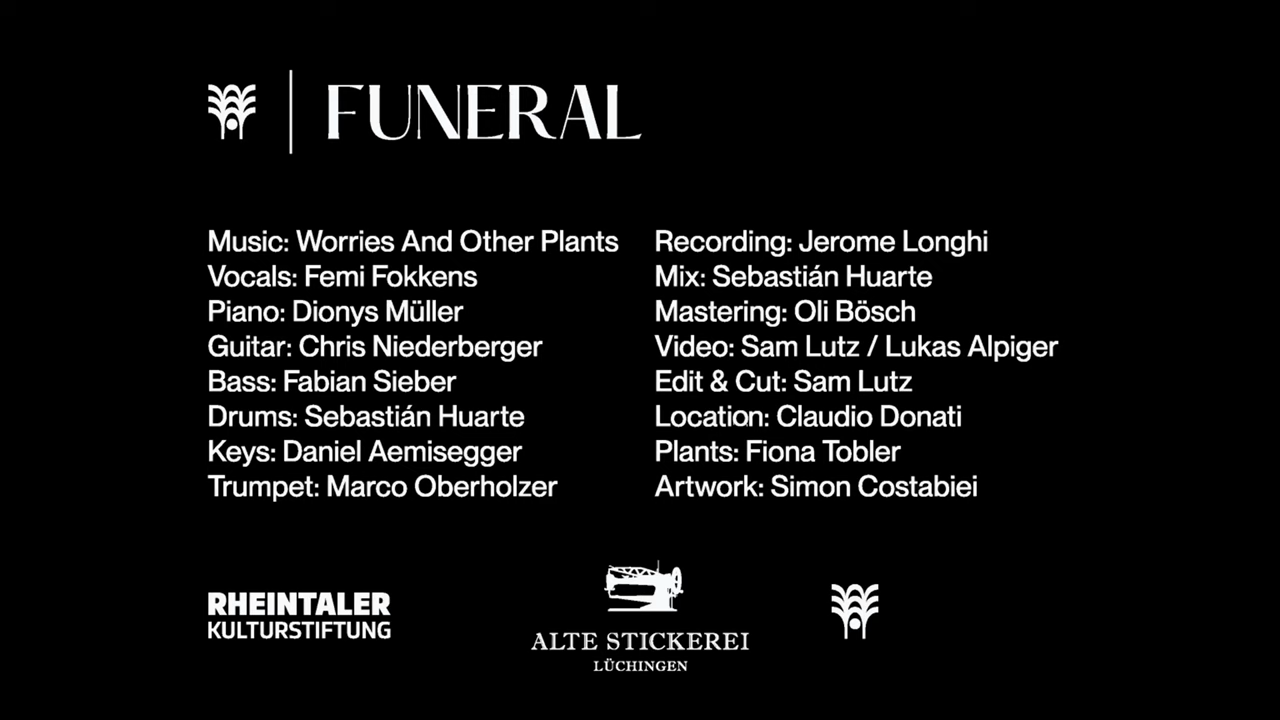 FUNERAL
Music: Worries And Other Plants
Vocals: Femi Fokkens
Piano: Dionys Müller
Guitar: Chris Niederberger
Bass: Fabian Sieber
Drums: Sebastián Huarte
Keys: Daniel Aemisegger
Trumpet: Marco Oberholzer
Recording: Jerome Longhi
Mix: Sebastián Huarte
Mastering: Oli Bösch
Video: Sam Lutz / Lukas Alpiger
Edit & Cut: Sam Lutz
Location: Claudio Donati
Plants: Fiona Tobler
Artwork: Simon Costabiei
RHEINTALER
KULTURSTIFTUNG
ALTE STICKEREI
LÜCHINGEN